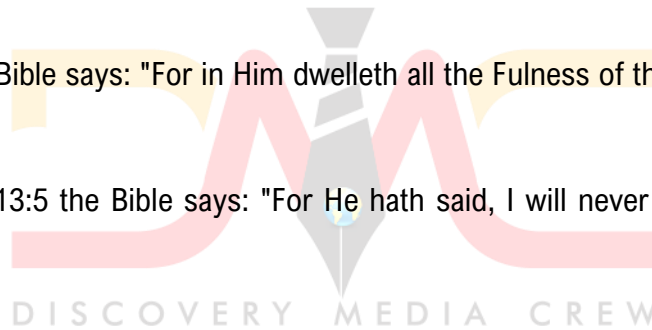 Bible says: "For in Him dwelleth all the Fulness of th
13:5 the Bible says: "For He hath said, I will never
DISCOVERY MEDIA CREW